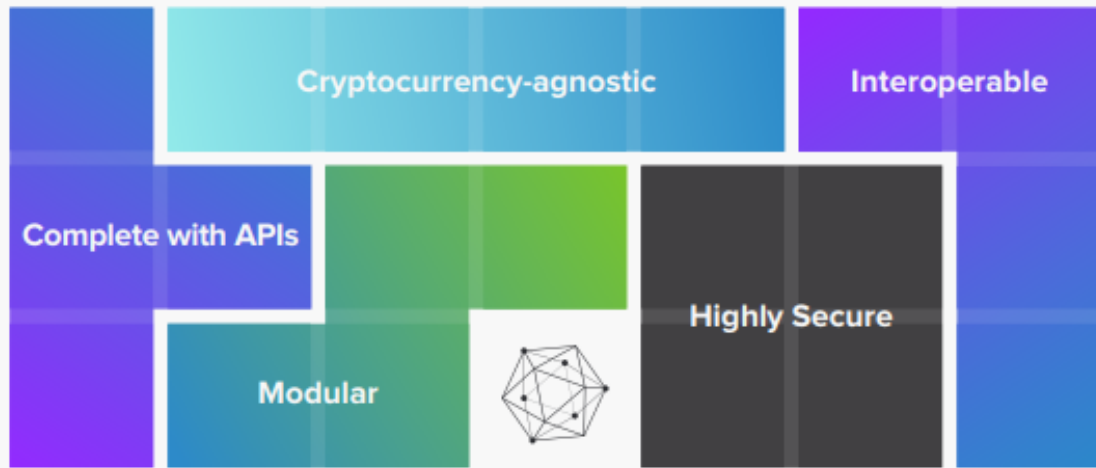 Cryptocurrency-agnostic
Interoperable
Complete with APIs
Highly Secure
Modular